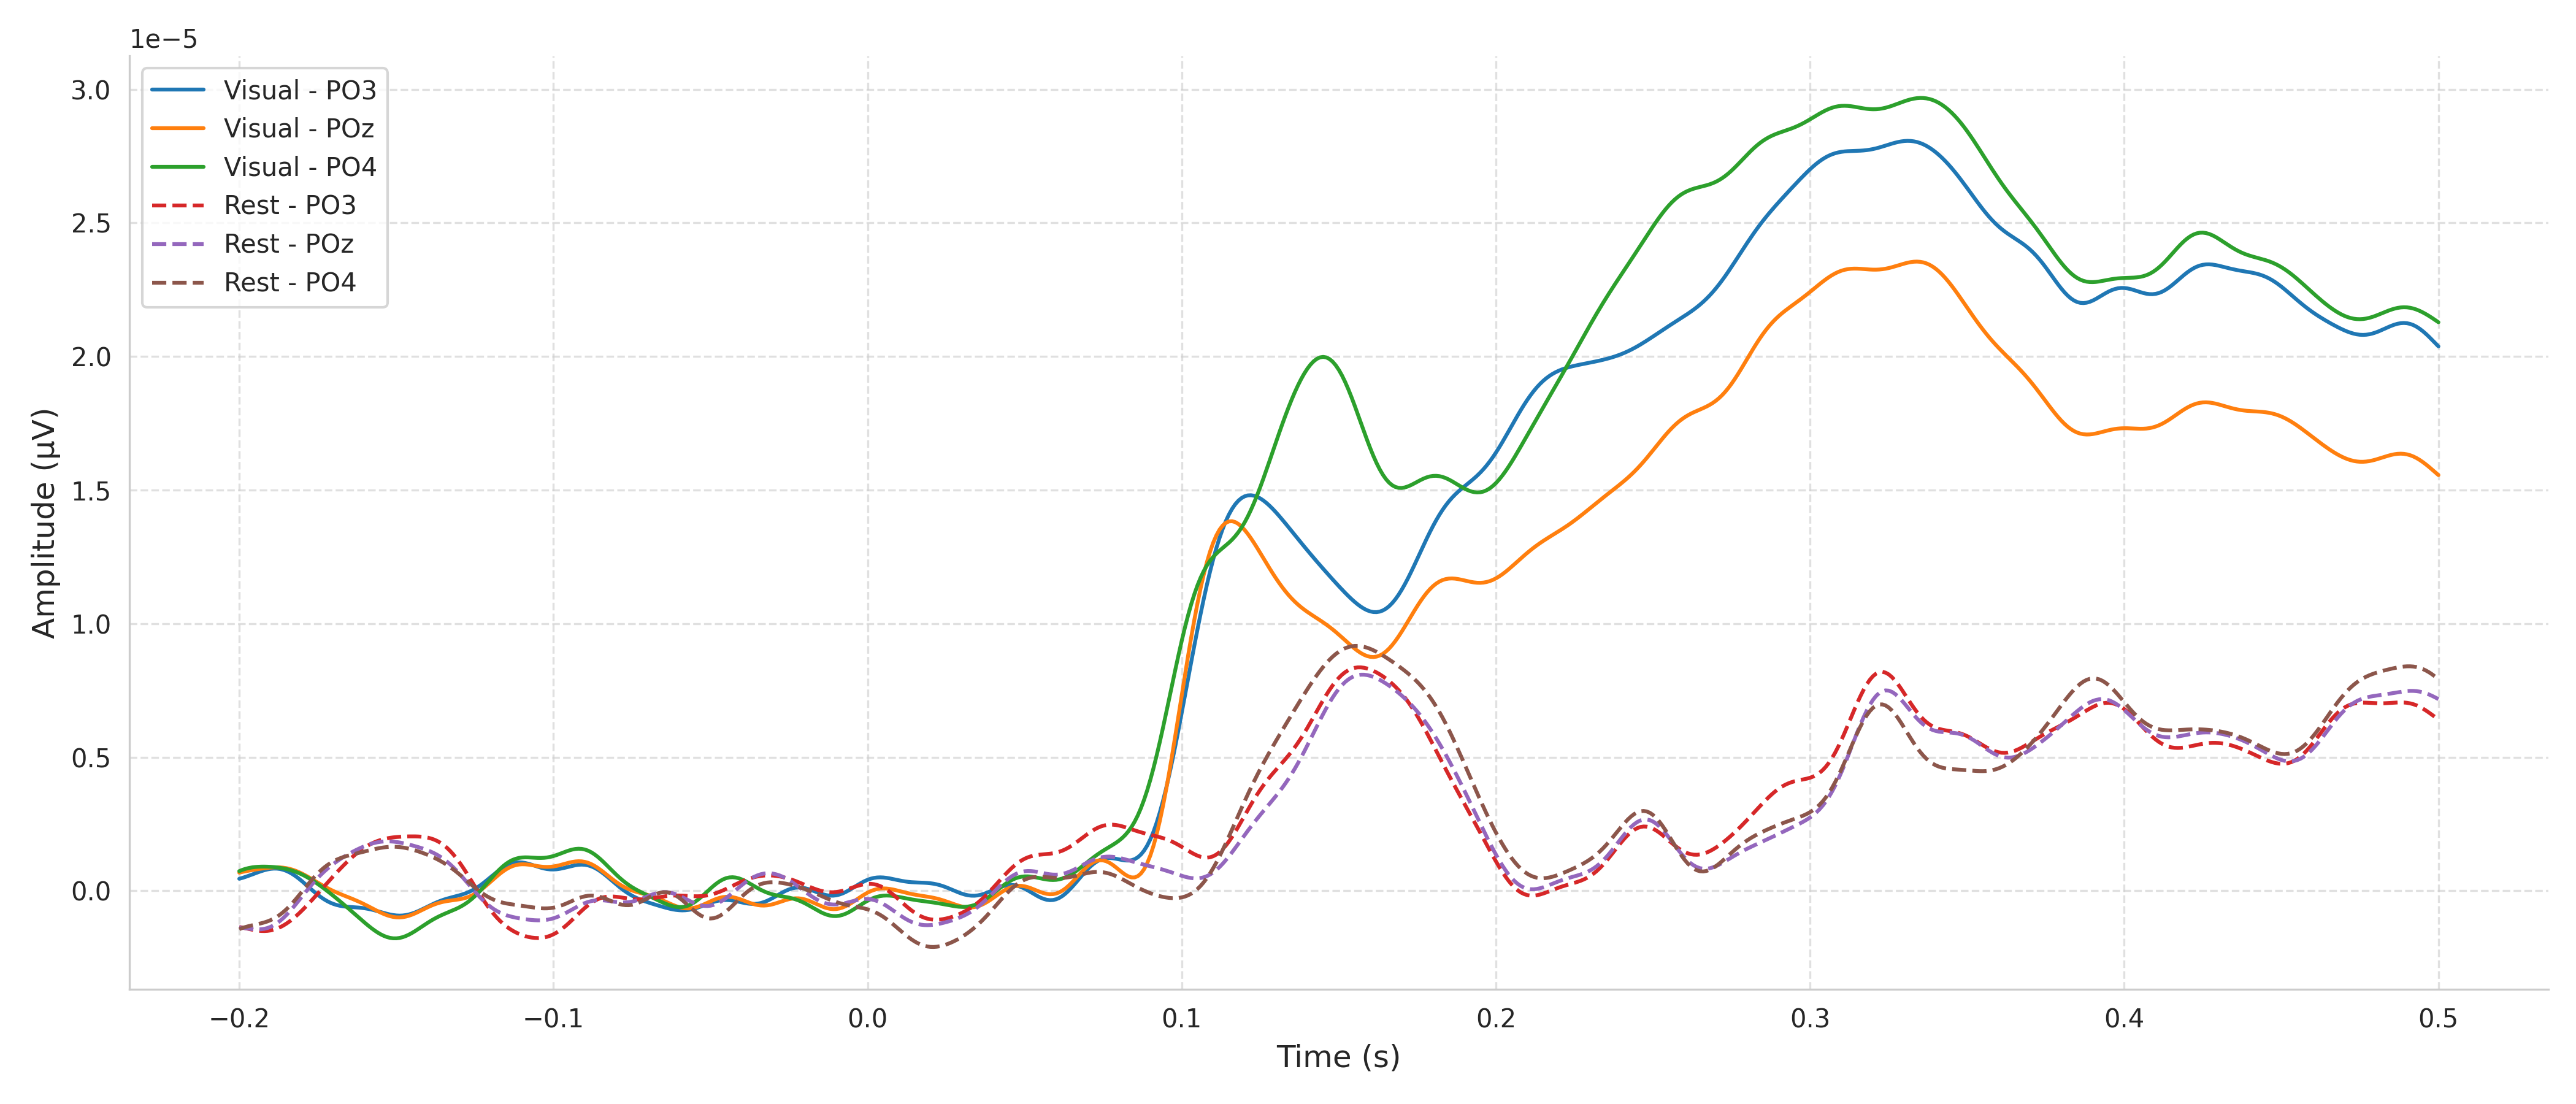 1e−5
3.0
2.5
2.0
1.5
1.0
0.5
0.0
Amplitude (µV)
Visual - PO3
Visual - POz
Visual - PO4
Rest - PO3
Rest - POz
Rest - PO4
−0.2
−0.1
0.0
0.1
0.2
0.3
0.4
0.5
Time (s)